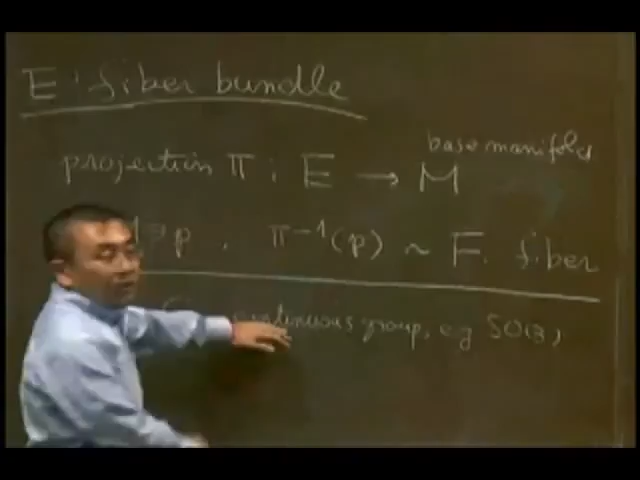 E : fiber bundle
base manifold
projection π : E → M
∋ p , π⁻¹(p) ~ F . fiber
continuous group, e.g SO(3)